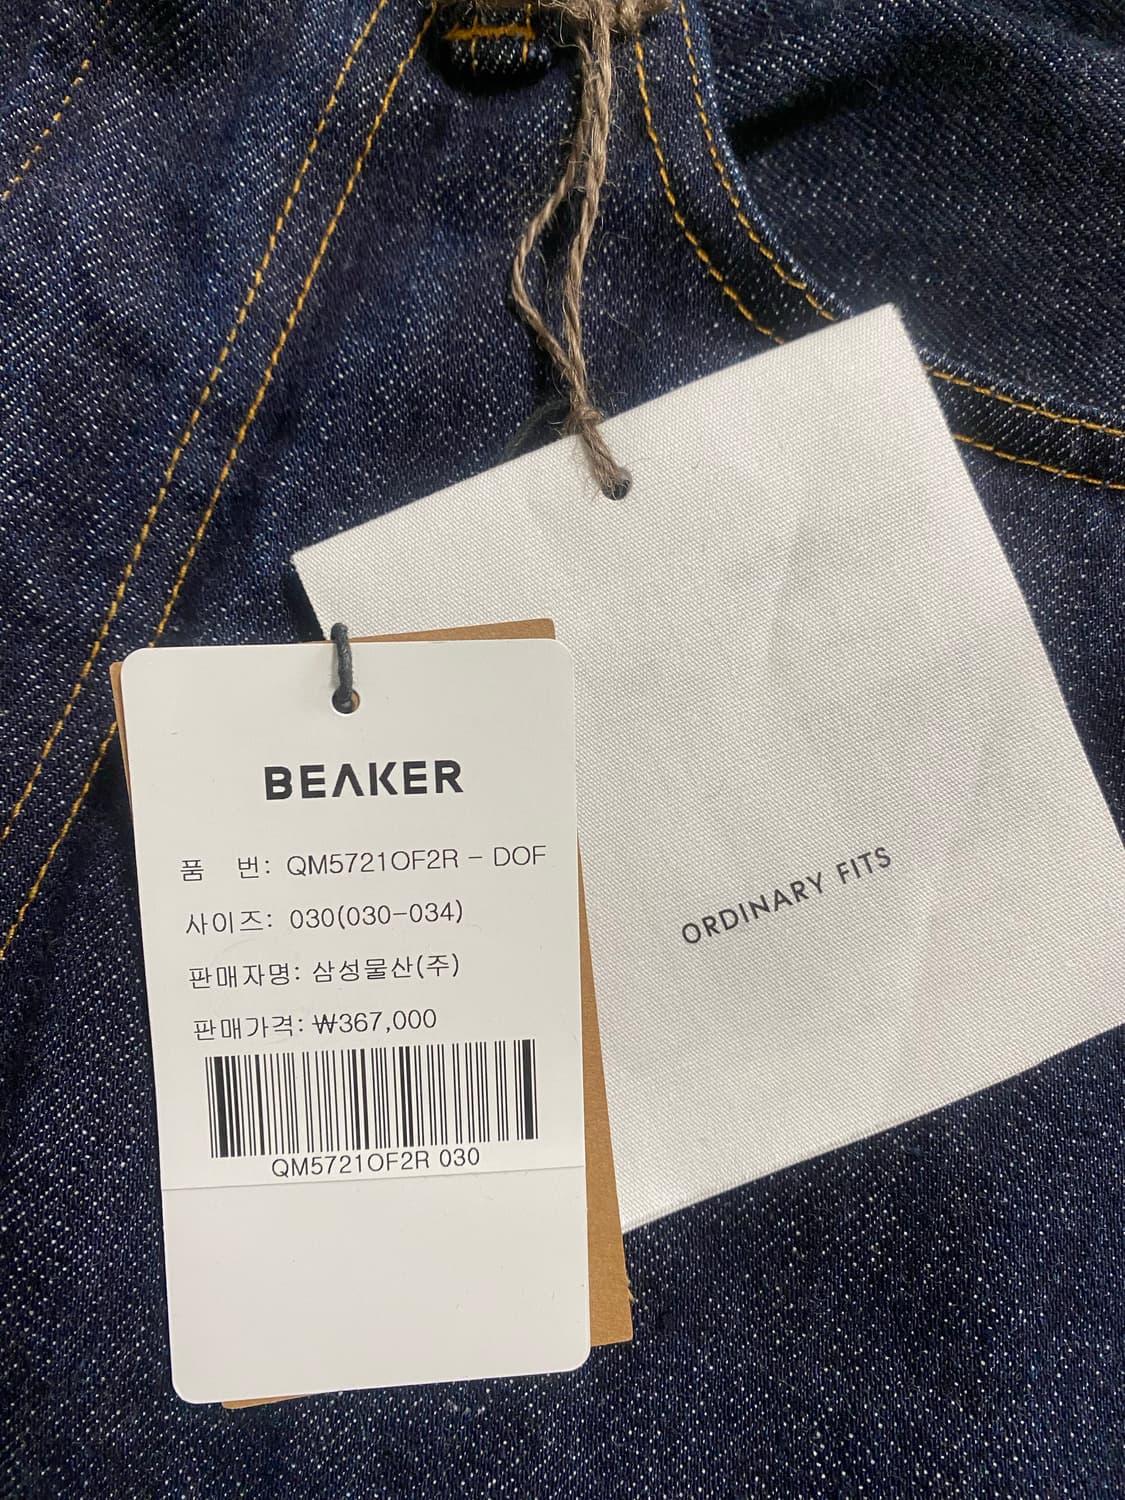 BEAKER
품 번: QM5721OF2R - DOF
사이즈: 030(030-034)
판매자명: 삼성물산(주)
판매가격: ₩367,000
QM5721OF2R 030
ORDINARY FITS